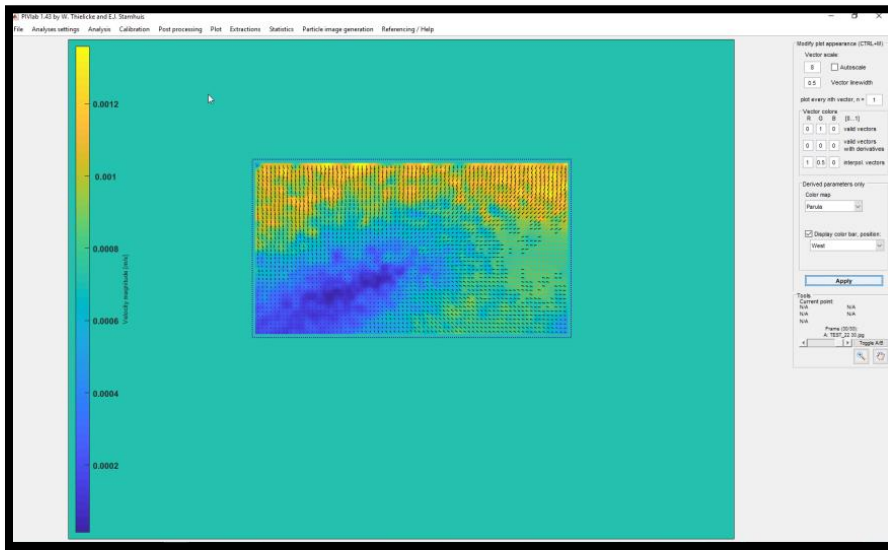 PIVlab 1.43 by W. Thielicke and E.J. Stamhuis
File Analyses settings Analysis Calibration Post processing Plot Extractions Statistics Particle image generation Referencing / Help
0.0012
0.001
0.0008
0.0006
0.0004
0.0002
Velocity magnitude [m/s]
Modify plot appearance (CTRL+M)
Vector scale:
8 Autoscale
0.5 Vector linewidth
plot every nth vector, n = 1
Vector colors
R G B [0...1]
0 1 0 valid vectors
0 0 0 valid vectors
with derivatives
1 0.5 0 interpol. vectors
Derived parameters only
Color map
Parula
Display color bar, position:
West
Apply
Tools
Current point:
N/A N/A
N/A N/A
N/A
Frame (30/30)
A: TEST_22 30.jpg
Toggle A/B